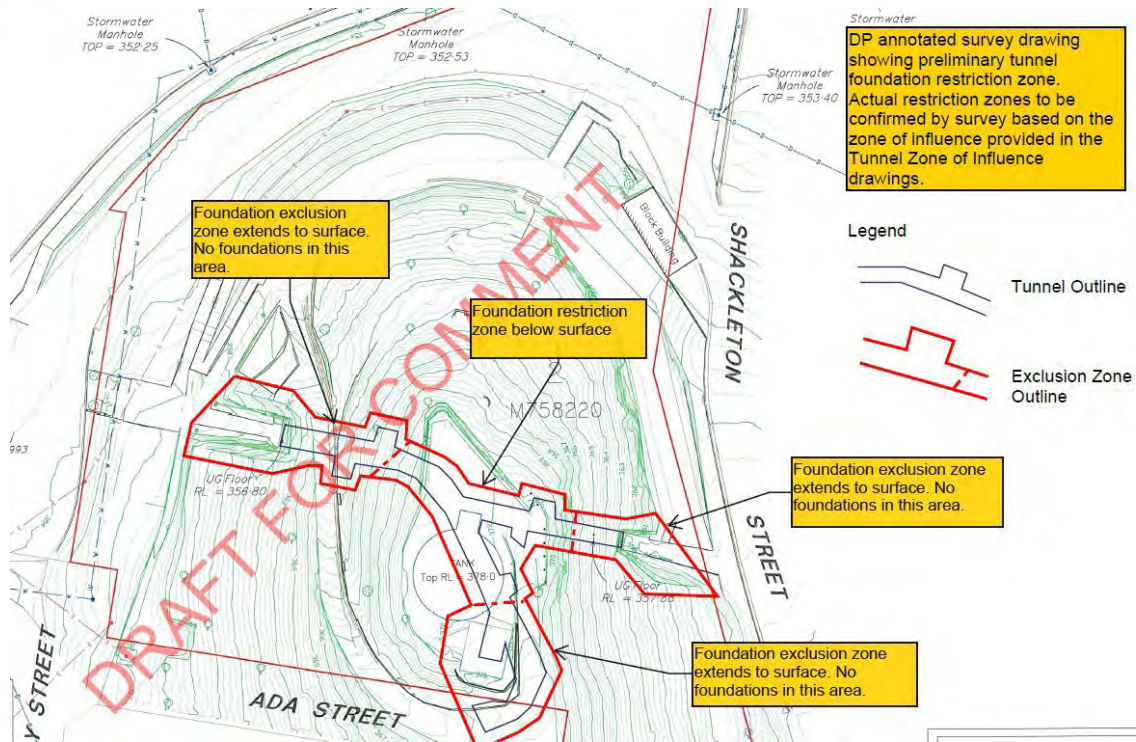 Stormwater
Manhole
TOP = 352·25
Stormwater
Manhole
TOP = 352·53
Stormwater
Manhole
TOP = 353·40
Stormwater
DP annotated survey drawing
showing preliminary tunnel
foundation restriction zone.
Actual restriction zones to be
confirmed by survey based on the
zone of influence provided in the
Tunnel Zone of Influence
drawings.
Legend
Tunnel Outline
Exclusion Zone
Outline
Foundation exclusion
zone extends to surface.
No foundations in this
area.
Foundation restriction
zone below surface
Block Building
SHACKLETON
STREET
M758220
DRAFT FOR COMMENT
993
UG Floor
RL = 356·80
TANK
Top RL = 378·0
UG Floor
RL = 357·88
Foundation exclusion zone
extends to surface. No
foundations in this area.
Foundation exclusion zone
extends to surface. No
foundations in this area.
ADA STREET
Y STREET